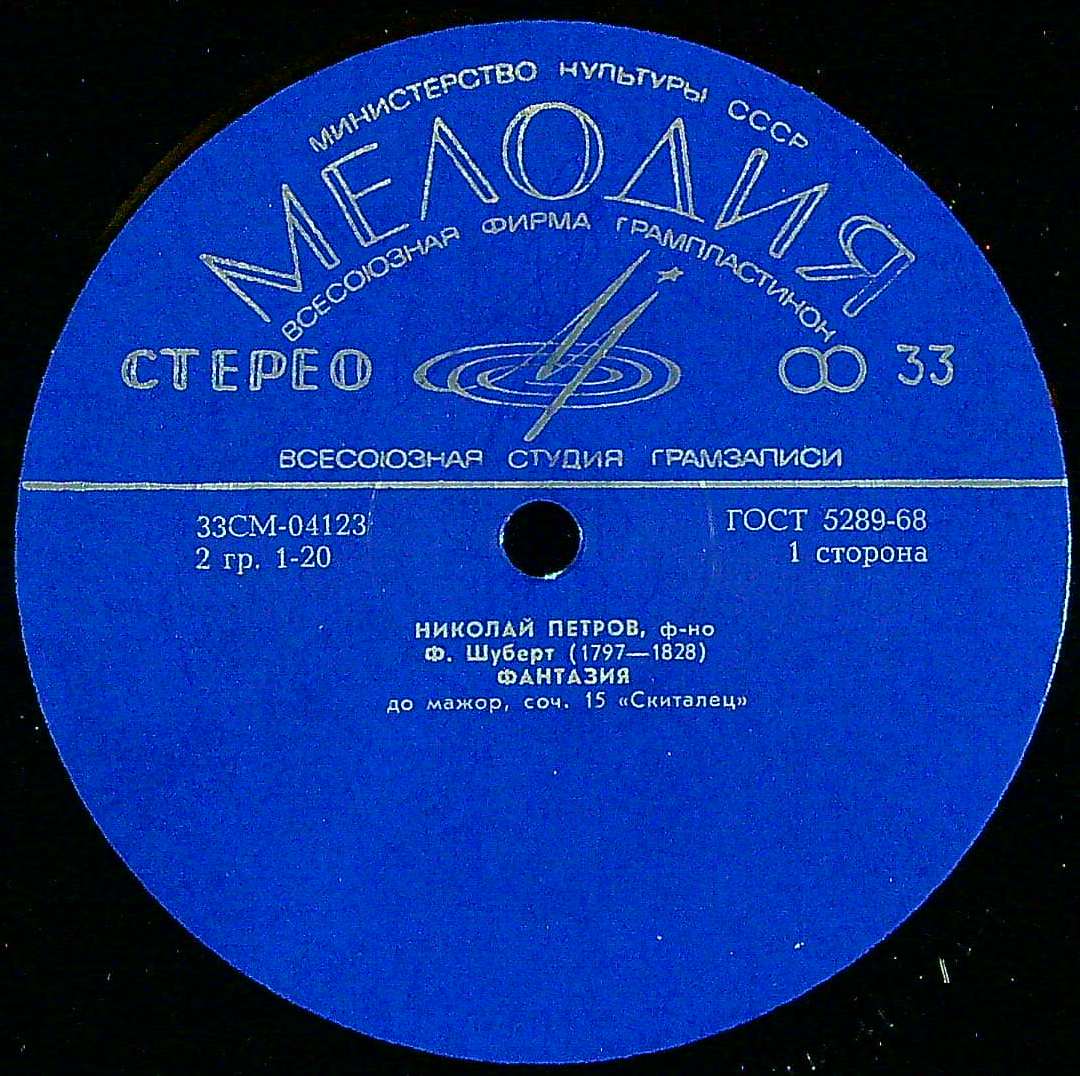 МИНИСТЕРСТВО КУЛЬТУРЫ СССР
МЕЛОДИЯ
ВСЕСОЮЗНАЯ ФИРМА ГРАМПЛАСТИНОК
СТЕРЕО
33
ВСЕСОЮЗНАЯ СТУДИЯ ГРАМЗАПИСИ
33СМ-04123
2 гр. 1-20
ГОСТ 5289-68
1 сторона
НИКОЛАЙ ПЕТРОВ, ф-но
Ф. Шуберт (1797—1828)
ФАНТАЗИЯ
до мажор, соч. 15 «Скиталец»